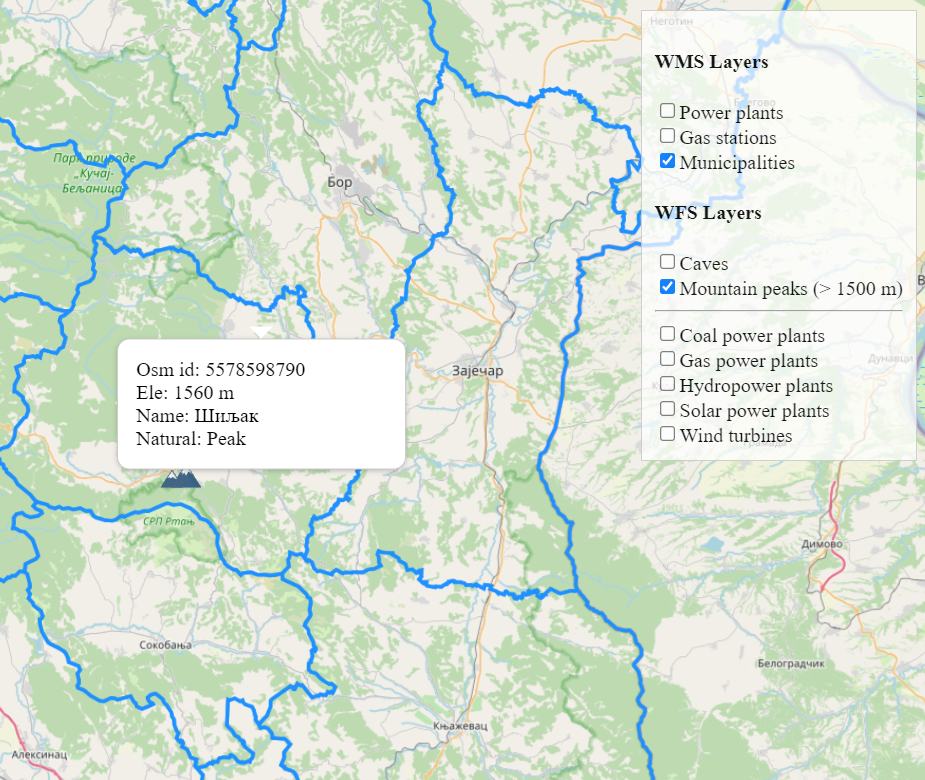 Неготин
WMS Layers
Брегово
Power plants
Gas stations
Municipalities
Парк природе
„Кучај-
Бељаница“
Бор
WFS Layers
Caves
Mountain peaks (> 1500 m)
Coal power plants
Gas power plants
Дунавци
Hydropower plants
Solar power plants
Wind turbines
Зајечар
Osm id: 5578598790
Ele: 1560 m
Name: Шиљак
Natural: Peak
СРП Ртањ
Димово
Сокобања
Белоградчик
Књажевац
Алексинац